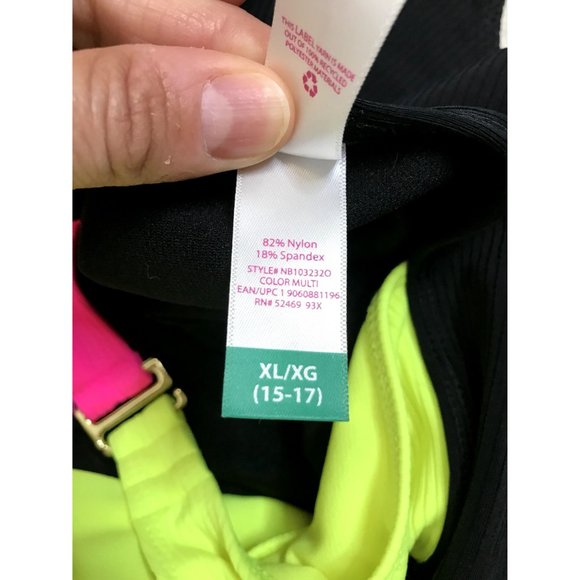 THIS LABEL YARN IS MADE
OUT OF 100% RECYCLED
POLYESTER MATERIALS
82% Nylon
18% Spandex
STYLE# NB103232O
COLOR MULTI
EAN/UPC 1 9060881196
RN# 52469 93X
XL/XG
(15-17)